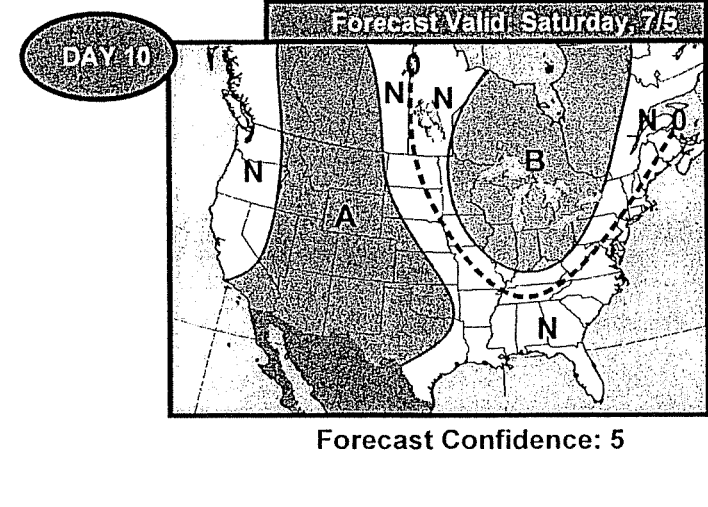 Forecast Valid: Saturday, 7/5
DAY 10
0
N N
N 0
N
B
A
N
Forecast Confidence: 5